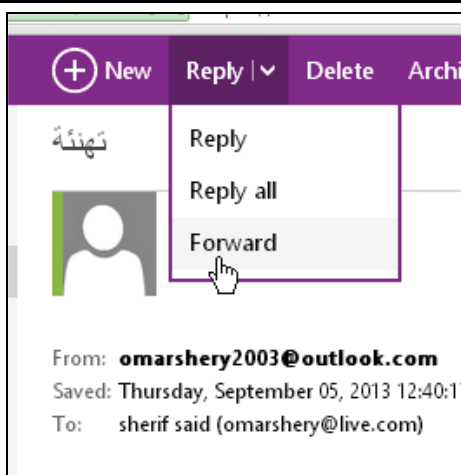 New Reply Delete Archi
تهنئة
Reply
Reply all
Forward
From: omarshery2003@outlook.com
Saved: Thursday, September 05, 2013 12:40:1
To: sherif said (omarshery@live.com)